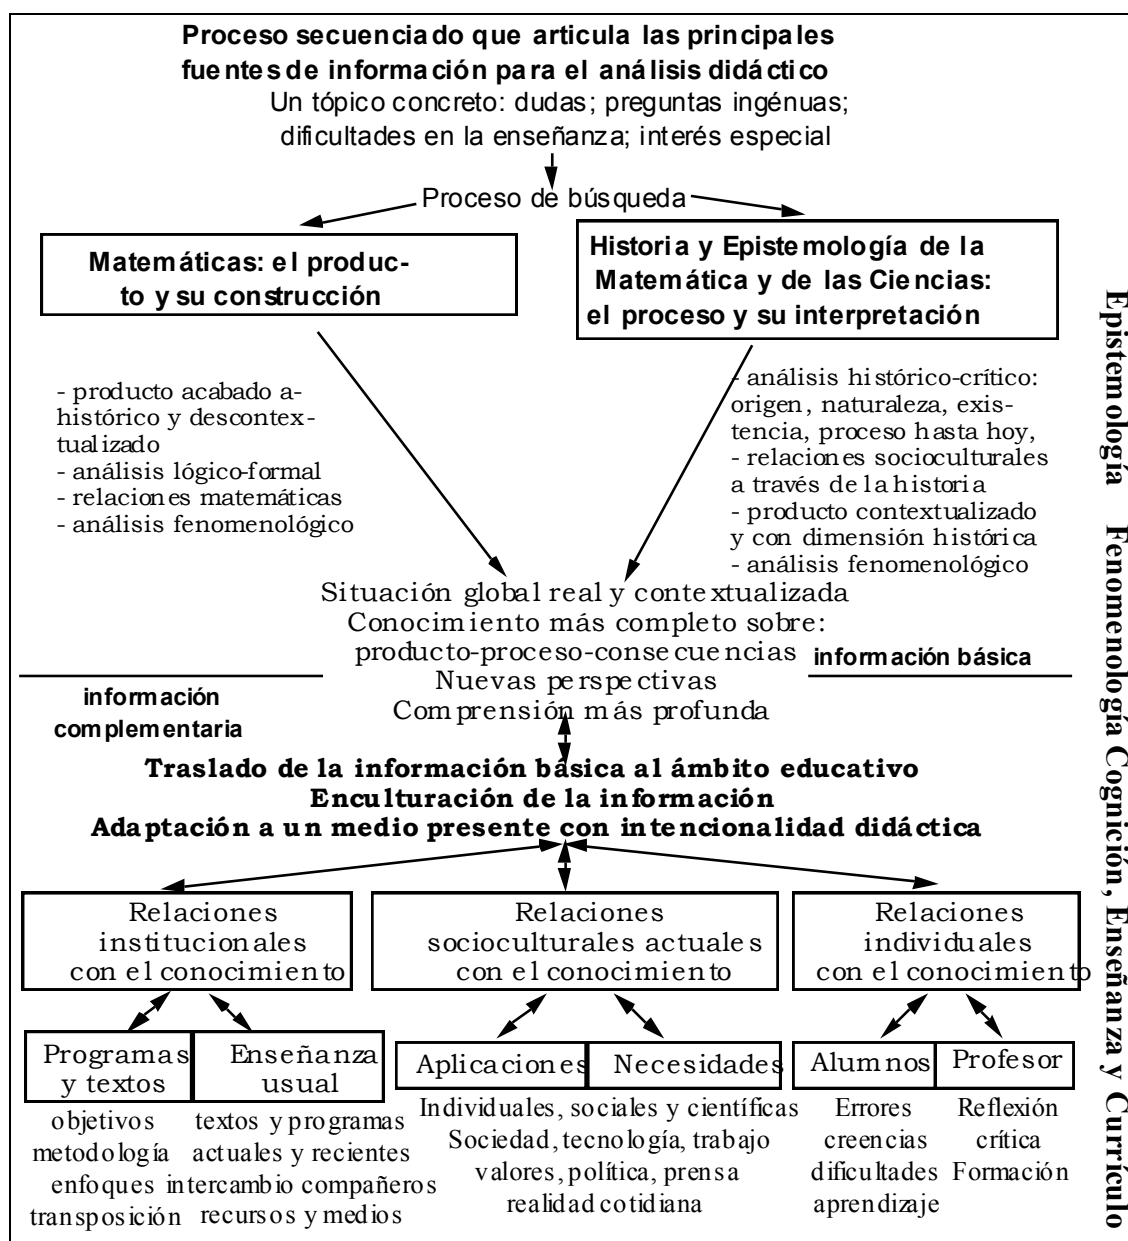 Proceso secuenciado que articula las principales
fuentes de información para el análisis didáctico
Un tópico concreto: dudas; preguntas ingénuas;
dificultades en la enseñanza; interés especial
Proceso de búsqueda
Matemáticas: el produc-
to y su construcción
Historia y Epistemología de la
Matemática y de las Ciencias:
el proceso y su interpretación
- producto acabado a-
histórico y descontex-
tualizado
- análisis lógico-formal
- relaciones matemáticas
- análisis fenomenológico
- análisis histórico-crítico:
origen, naturaleza, exis-
tencia, proceso hasta hoy,
- relaciones socioculturales
a través de la historia
- producto contextualizado
y con dimensión histórica
- análisis fenomenológico
Situación global real y contextualizada
Conocimiento más completo sobre:
producto-proceso-consecuencias
Nuevas perspectivas
Comprensión más profunda
información básica
información
complementaria
Traslado de la información básica al ámbito educativo
Enculturación de la información
Adaptación a un medio presente con intencionalidad didáctica
Relaciones
institucionales
con el conocimiento
Relaciones
socioculturales actuales
con el conocimiento
Relaciones
individuales
con el conocimiento
Programas
y textos
Enseñanza
usual
Aplicaciones
Necesidades
Alumnos
Profesor
objetivos
metodología
enfoques
transposición
textos y programas
actuales y recientes
intercambio compañeros
recursos y medios
Individuales, sociales y científicas
Sociedad, tecnología, trabajo
valores, política, prensa
realidad cotidiana
Errores
creencias
dificultades
aprendizaje
Reflexión
crítica
Formación
Epistemología Fenomenología Cognición, Enseñanza y Currículo